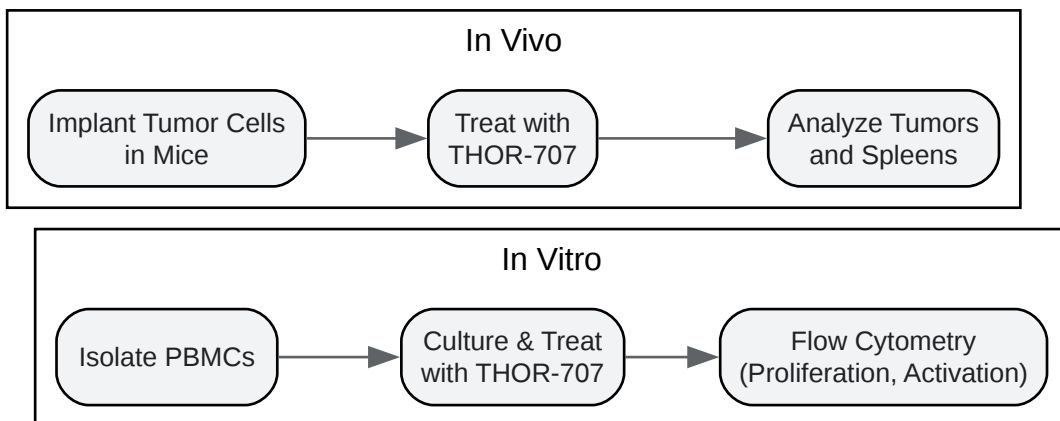 In Vivo
Implant Tumor Cells
in Mice
Treat with
THOR-707
Analyze Tumors
and Spleens
In Vitro
Isolate PBMCs
Culture & Treat
with THOR-707
Flow Cytometry
(Proliferation, Activation)